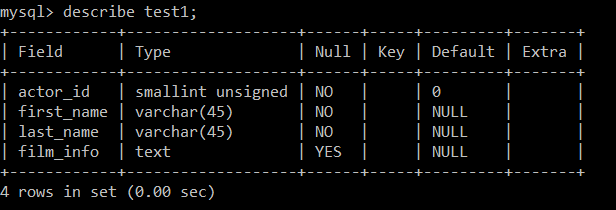 mysql> describe test1;
+------------+-------------------+------+-----+---------+-------+
| Field      | Type              | Null | Key | Default | Extra |
+------------+-------------------+------+-----+---------+-------+
| actor_id   | smallint unsigned | NO   |     | 0       |       |
| first_name | varchar(45)       | NO   |     | NULL    |       |
| last_name  | varchar(45)       | NO   |     | NULL    |       |
| film_info  | text              | YES  |     | NULL    |       |
+------------+-------------------+------+-----+---------+-------+
4 rows in set (0.00 sec)